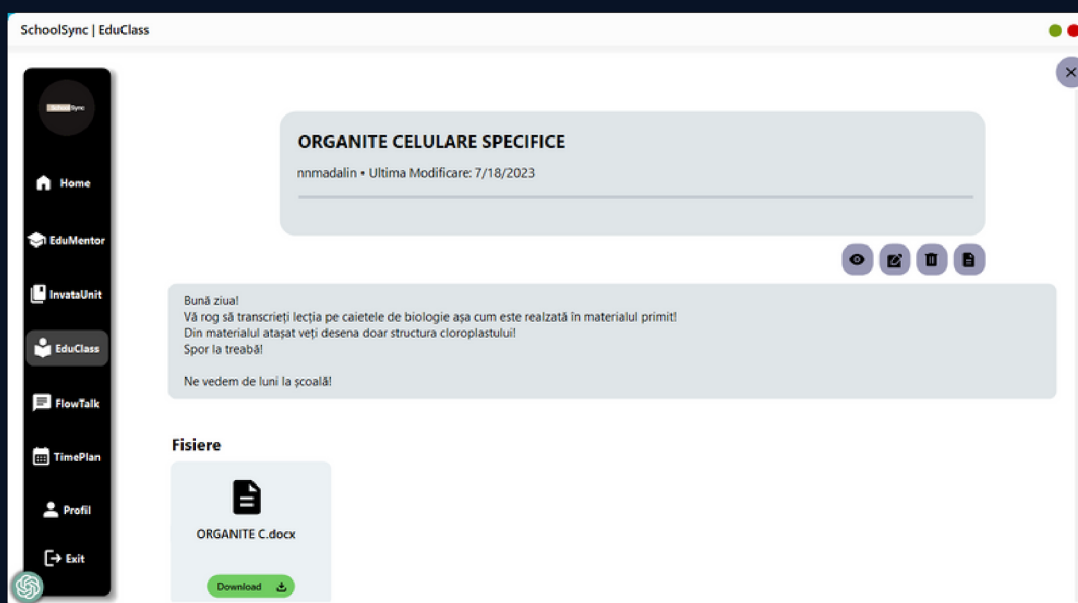 SchoolSync | EduClass
School Sync
Home
EduMentor
InvataUnit
EduClass
FlowTalk
TimePlan
Profil
Exit
ORGANITE CELULARE SPECIFICE
nnmadalin • Ultima Modificare: 7/18/2023
Bună ziua!
Vă rog să transcrieți lecția pe caietele de biologie așa cum este realzată în materialul primit!
Din materialul atașat veți desena doar structura cloroplastului!
Spor la treabă!
Ne vedem de luni la școală!
Fisiere
ORGANITE C.docx
Download